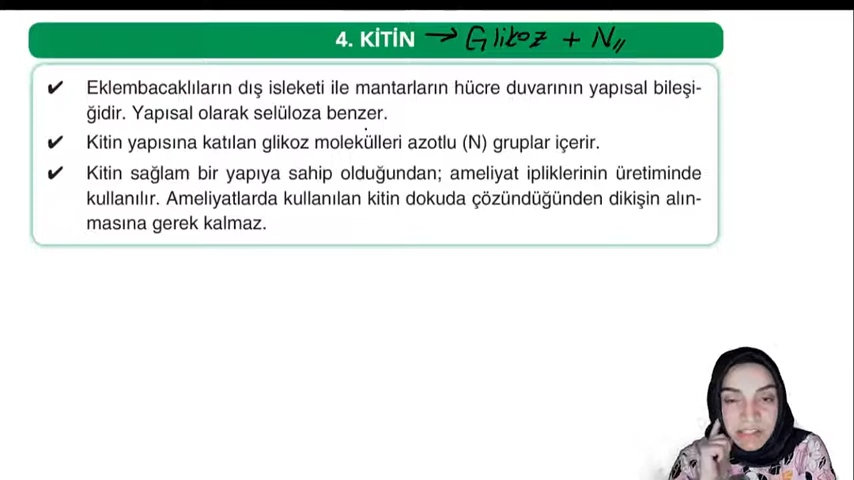 4. KİTİN → Glikoz + N//
✔ Eklembacaklıların dış isleketi ile mantarların hücre duvarının yapısal bileşi-
ğidir. Yapısal olarak selüloza benzer.
✔ Kitin yapısına katılan glikoz molekülleri azotlu (N) gruplar içerir.
✔ Kitin sağlam bir yapıya sahip olduğundan; ameliyat ipliklerinin üretiminde
kullanılır. Ameliyatlarda kullanılan kitin dokuda çözündüğünden dikişin alın-
masına gerek kalmaz.